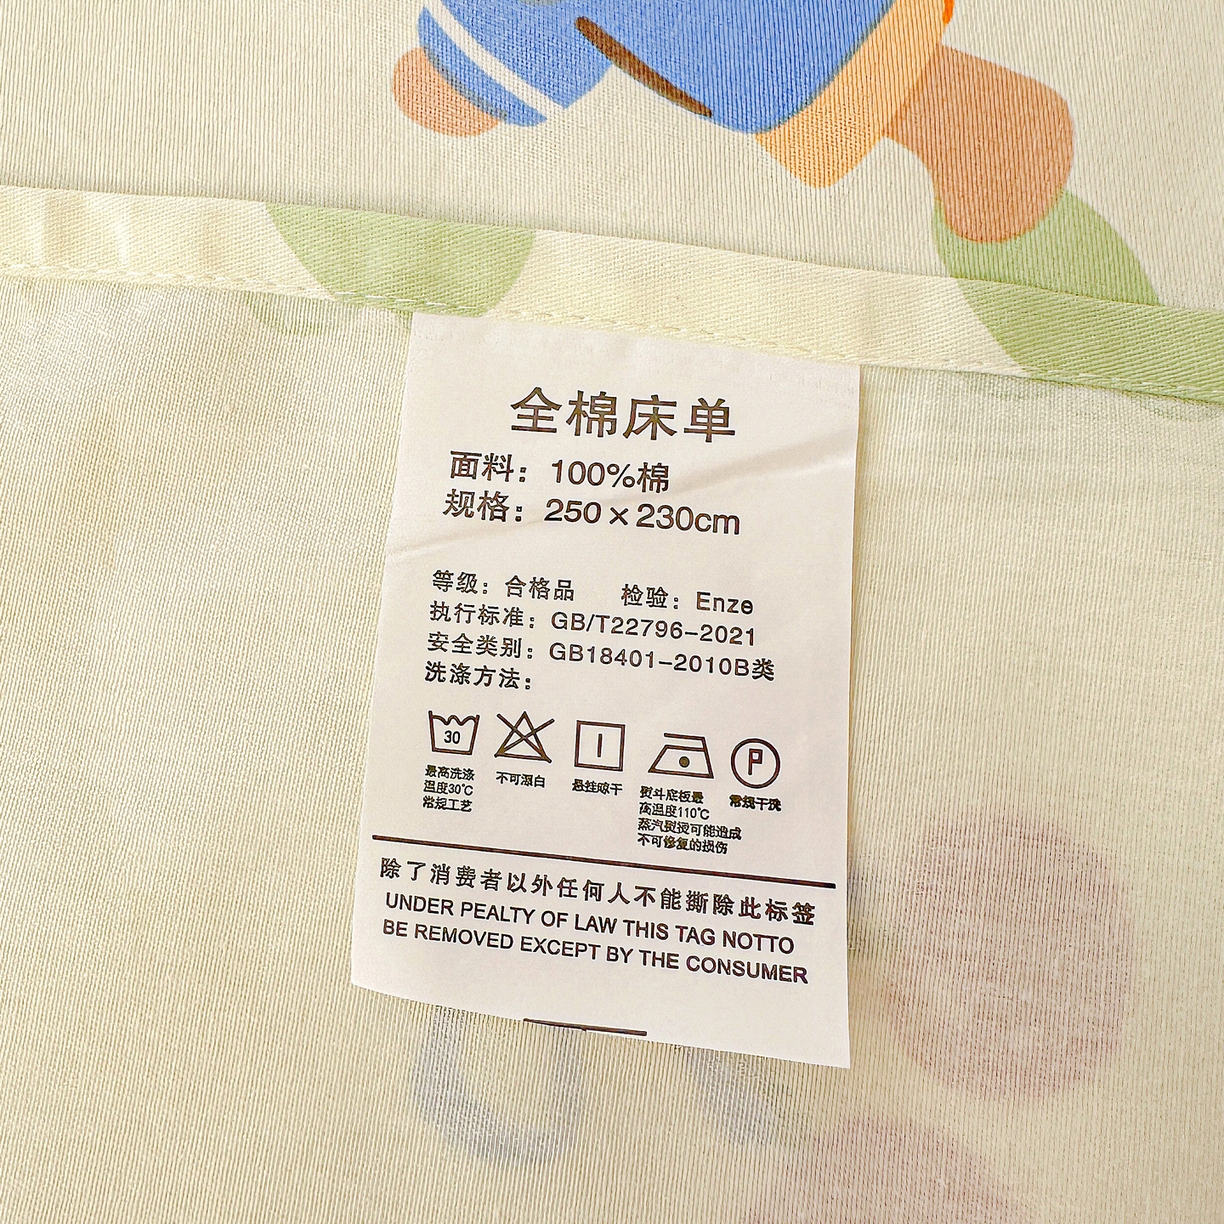 全棉床单
面料：100%棉
规格：250×230cm
等级：合格品 检验：Enze
执行标准：GB/T22796-2021
安全类别：GB18401-2010B类
洗涤方法：
30
P
最高洗涤
温度30℃
常规工艺
不可漂白
悬挂晾干
熨斗底板最
高温度110℃
蒸汽熨烫可能造成
不可修复的损伤
常规干洗
除了消费者以外任何人不能撕除此标签
UNDER PEALTY OF LAW THIS TAG NOTTO
BE REMOVED EXCEPT BY THE CONSUMER